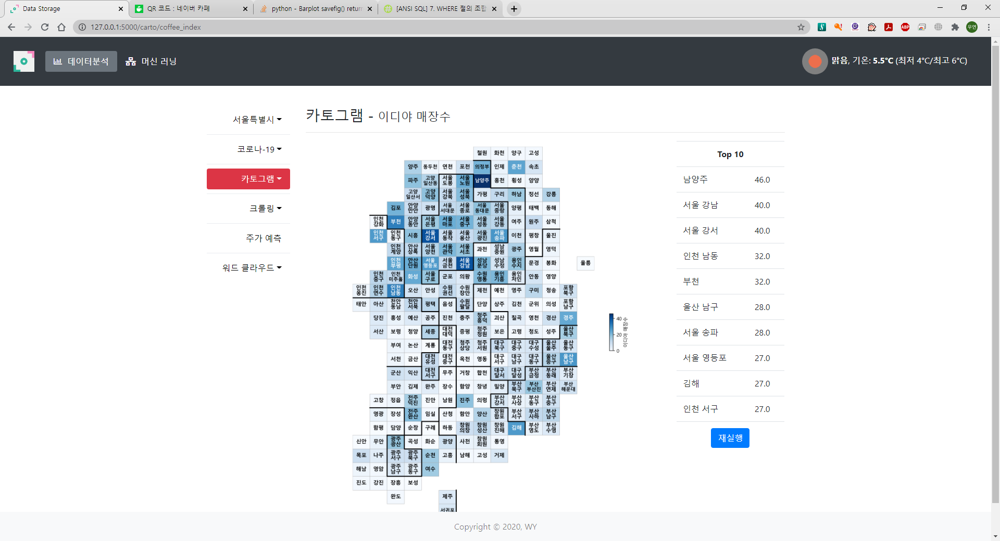 Data Storage
QR 코드 : 네이버 카페
python - Barplot savefig() return
[ANSI SQL] 7. WHERE 절의 조합
127.0.0.1:5000/carto/coffee_index
ABP
우연
데이터분석
머신 러닝
맑음, 기온: 5.5°C (최저 4°C/최고 6°C)
서울특별시
코로나-19
카토그램
크롤링
주가 예측
워드 클라우드
카토그램 - 이디야 매장수
철원 화천 양구 고성
양주 동두천 연천 포천 의정부 인제 춘천 속초
파주 고양 일산동 서울 도봉 서울 노원 남양주 홍천 횡성 양양
고양 일산서 고양 덕양 서울 강북 서울 성북 가평 구리 하남 정선 강릉
김포 안양 만안 광명 서울 서대문 서울 종로 서울 동대문 서울 중랑 양평 태백 동해
인천 강화 부천 안양 동안 서울 은평 서울 마포 서울 중구 서울 성동 서울 강동 여주 원주 삼척
인천 서구 인천 동구 시흥 서울 강서 서울 동작 서울 용산 서울 광진 서울 송파 이천 평창 울진
인천 계양 안산 상록 서울 양천 서울 관악 서울 서초 과천 성남 중원 광주 영월 영덕
인천 부평 안산 단원 서울 영등포 서울 금천 서울 강남 성남 분당 성남 수정 용인 수지 문경 봉화 울릉
인천 중구 인천 미추홀 화성 서울 구로 군포 의왕 수원 영통 용인 기흥 용인 처인 안동 영양
인천 옹진 인천 연수 인천 남동 오산 안성 수원 권선 수원 장안 제천 예천 영주 구미 청송 포항 북구
태안 아산 천안 동남 천안 서북 평택 음성 수원 팔달 단양 상주 김천 군위 의성 포항 남구
당진 홍성 예산 공주 진천 충주 청주 흥덕 괴산 칠곡 영천 경산 경주
서산 보령 청양 세종 대전 대덕 증평 청주 청원 보은 고령 청도 성주 울산 북구
부여 논산 계룡 대전 동구 청주 상당 청주 서원 대구 북구 대구 중구 대구 수성 울산 울주 울산 동구
서천 금산 대전 유성 대전 중구 옥천 영동 대구 서구 대구 남구 대구 동구 울산 중구 울산 남구
군산 익산 대전 서구 무주 거창 합천 대구 달서 대구 달성 부산 금정 부산 동래 부산 기장
부안 김제 완주 장수 함양 창녕 밀양 부산 북구 부산 부산진 부산 연제 부산 해운대
고창 정읍 전주 덕진 진안 남원 진주 의령 부산 강서 부산 사상 부산 동구 부산 중구
영광 장성 전주 완산 임실 산청 함안 양산 창원 합포 부산 서구 부산 사하 부산 남구
함평 담양 순창 구례 하동 창원 의창 창원 성산 창원 진해 김해 부산 영도 부산 수영
신안 무안 광주 광산 곡성 화순 광양 사천 창원 회원 통영
목포 나주 광주 서구 광주 북구 순천 고흥 남해 고성 거제
해남 영암 광주 남구 광주 동구 여수
진도 강진 장흥 보성
완도 제주
서귀포
40
20
0
이디야 매장수
Top 10
남양주 46.0
서울 강남 40.0
서울 강서 40.0
인천 남동 32.0
부천 32.0
울산 남구 28.0
서울 송파 28.0
서울 영등포 27.0
김해 27.0
인천 서구 27.0
재실행
Copyright © 2020, WY